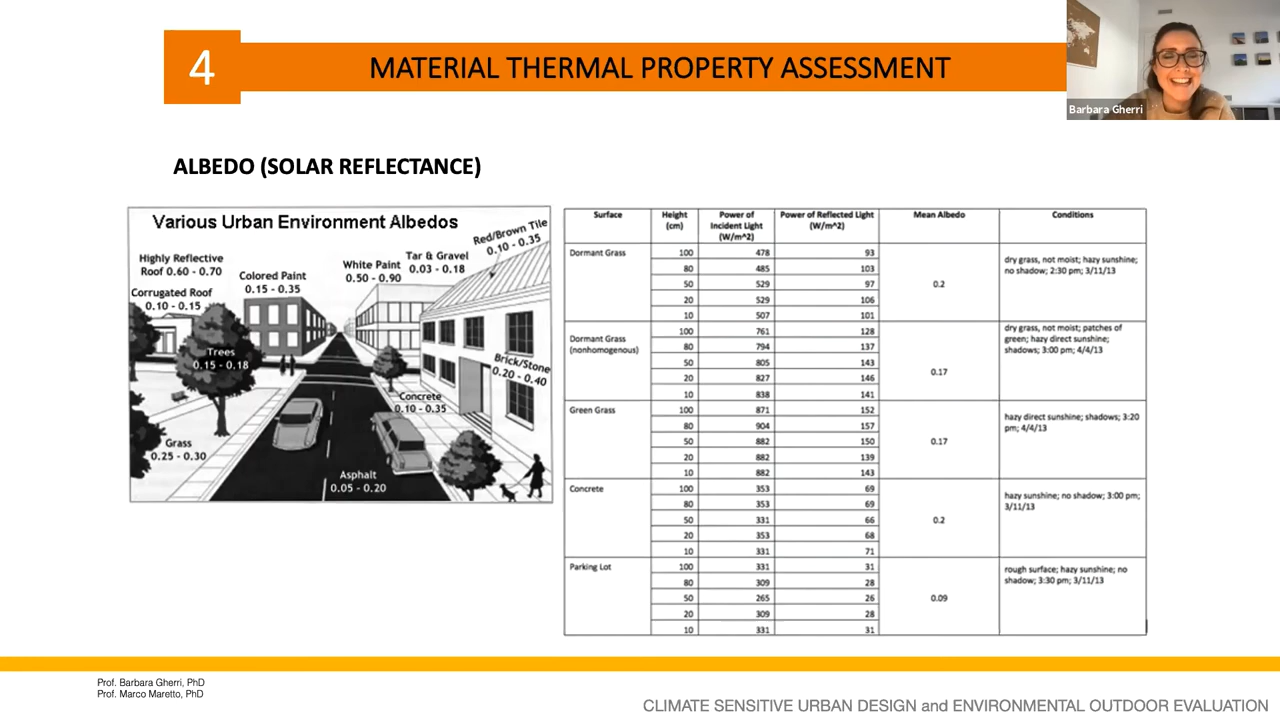 4
MATERIAL THERMAL PROPERTY ASSESSMENT
Barbara Gherri
ALBEDO (SOLAR REFLECTANCE)
Various Urban Environment Albedos
Highly Reflective
Roof 0.60 - 0.70
Colored Paint
0.15 - 0.35
White Paint
0.50 - 0.90
Tar & Gravel
0.03 - 0.18
Red/Brown Tile
0.10 - 0.35
Corrugated Roof
0.10 - 0.15
Trees
0.15 - 0.18
Brick/Stone
0.20 - 0.40
Concrete
0.10 - 0.35
Grass
0.25 - 0.30
Asphalt
0.05 - 0.20
Surface
Height
(cm)
Power of
Incident Light
(W/m^2)
Power of Reflected Light
(W/m^2)
Mean Albedo
Conditions
Dormant Grass
100 478 93
80 485 103
50 529 97
20 529 106
10 507 101
0.2
dry grass, not moist; hazy sunshine;
no shadow; 2:30 pm; 3/11/13
Dormant Grass
(nonhomogenous)
100 761 128
80 794 137
50 805 143
20 827 146
10 838 141
0.17
dry grass, not moist; patches of
green; hazy direct sunshine;
shadows; 3:00 pm; 4/4/13
Green Grass
100 871 152
80 904 157
50 882 150
20 882 139
10 882 143
0.17
hazy direct sunshine; shadows; 3:20
pm; 4/4/13
Concrete
100 353 69
80 353 69
50 331 66
20 353 68
10 331 71
0.2
hazy sunshine; no shadow; 3:00 pm;
3/11/13
Parking Lot
100 331 31
80 309 28
50 265 26
20 309 28
10 331 31
0.09
rough surface; hazy sunshine; no
shadow; 3:30 pm; 3/11/13
Prof. Barbara Gherri, PhD
Prof. Marco Maretto, PhD
CLIMATE SENSITIVE URBAN DESIGN and ENVIRONMENTAL OUTDOOR EVALUATION